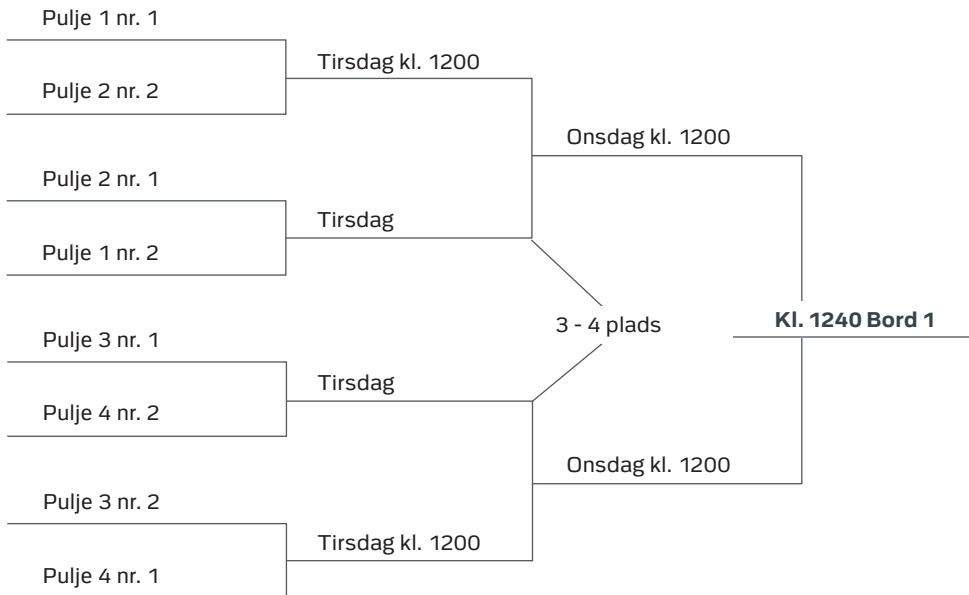 Pulje 1 nr. 1
Tirsdag kl. 1200
Pulje 2 nr. 2
Onsdag kl. 1200
Pulje 2 nr. 1
Tirsdag
Pulje 1 nr. 2
3 - 4 plads
Kl. 1240 Bord 1
Pulje 3 nr. 1
Tirsdag
Pulje 4 nr. 2
Onsdag kl. 1200
Pulje 3 nr. 2
Tirsdag kl. 1200
Pulje 4 nr. 1